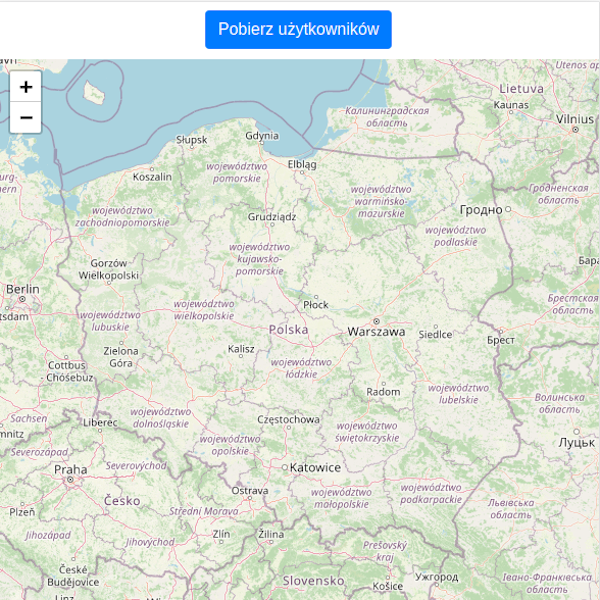 Pobierz użytkowników
+
−
Lietuva
Kaunas
Vilnius
Калининградская
область
Gdynia
Słupsk
Elbląg
Koszalin
województwo
pomorskie
województwo
warmińsko-
mazurskie
Гродненская
область
Гродно
województwo
zachodniopomorskie
Grudziądz
województwo
podlaskie
województwo
kujawsko-
pomorskie
Gorzów
Wielkopolski
Berlin
Брестская
область
województwo
lubuskie
województwo
wielkopolskie
Płock
Polska
Warszawa
Siedlce
Брест
Zielona
Góra
Kalisz
Cottbus
Chóśebuz
województwo
łódzkie
Radom
województwo
lubelskie
Волинська
область
Sachsen
Liberec
województwo
dolnośląskie
Częstochowa
województwo
świętokrzyskie
województwo
opolskie
Луцьк
Severozápad
Praha
Severovýchod
Katowice
Ostrava
województwo
małopolskie
województwo
podkarpackie
Česko
Plzeň
Střední Morava
Львівська
область
Jihozápad
Jihovýchod
Zlín
Žilina
Prešovský
kraj
České
Budějovice
Slovensko
Košice
Ужгород
Івано-Франківська
область
Linz